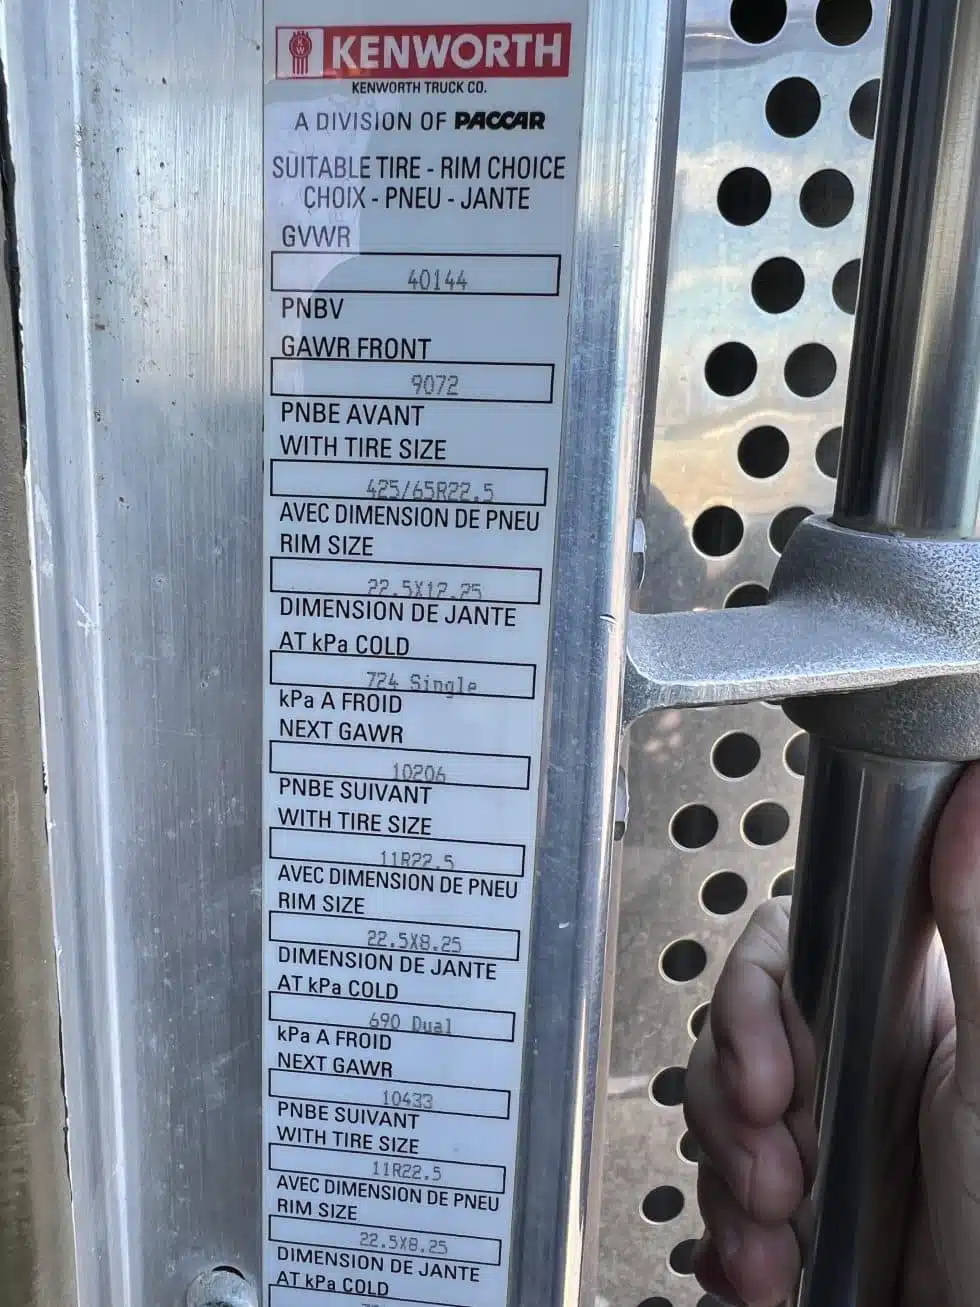 KW KENWORTH
KENWORTH TRUCK CO.
A DIVISION OF PACCAR
SUITABLE TIRE - RIM CHOICE
CHOIX - PNEU - JANTE
GVWR
40144
PNBV
GAWR FRONT
9072
PNBE AVANT
WITH TIRE SIZE
425/65R22.5
AVEC DIMENSION DE PNEU
RIM SIZE
22.5X12.25
DIMENSION DE JANTE
AT kPa COLD
724 Single
kPa A FROID
NEXT GAWR
10206
PNBE SUIVANT
WITH TIRE SIZE
11R22.5
AVEC DIMENSION DE PNEU
RIM SIZE
22.5X8.25
DIMENSION DE JANTE
AT kPa COLD
690 Dual
kPa A FROID
NEXT GAWR
10433
PNBE SUIVANT
WITH TIRE SIZE
11R22.5
AVEC DIMENSION DE PNEU
RIM SIZE
22.5X8.25
DIMENSION DE JANTE
AT kPa COLD